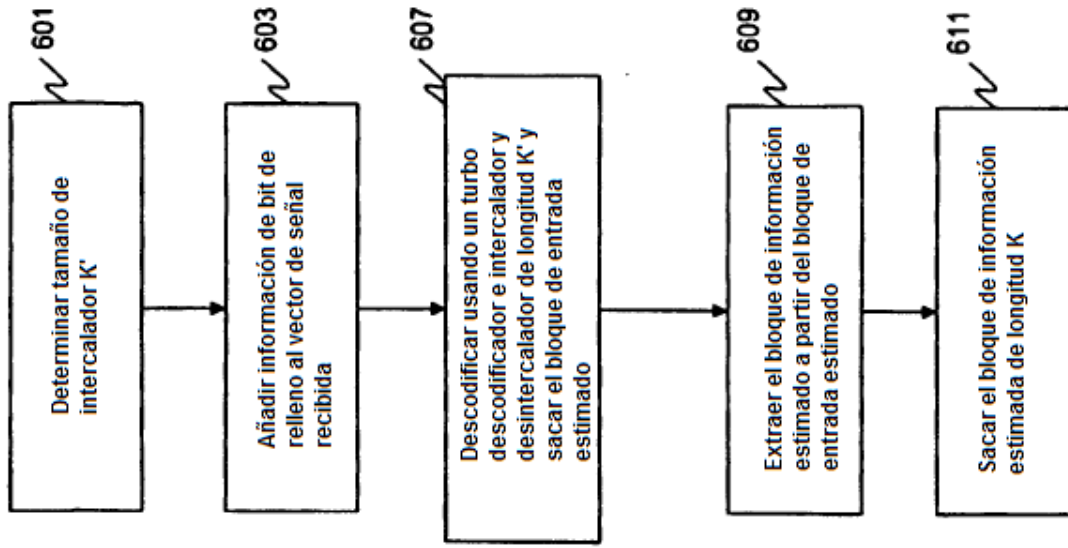 601
Determinar tamaño de
intercalador K'
603
Añadir información de bit de
relleno al vector de señal
recibida
607
Descodificar usando un turbo
descodificador e intercalador y
desintercalador de longitud K' y
sacar el bloque de entrada
estimado
609
Extraer el bloque de información
estimado a partir del bloque de
entrada estimado
611
Sacar el bloque de información
estimada de longitud K